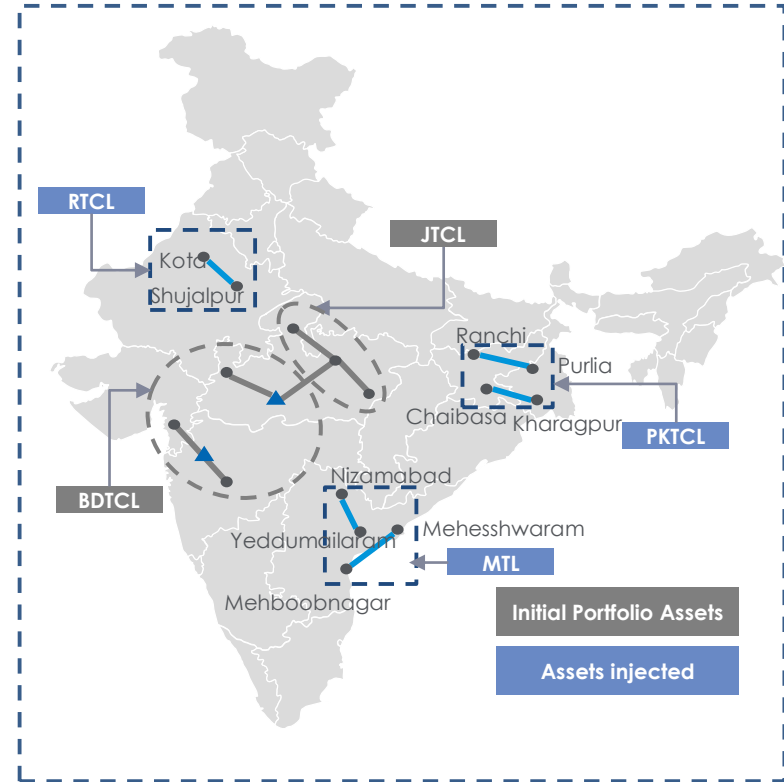 RTCL
JTCL
Kota
Shujalpur
Ranchi
Purlia
Chaibasa
Kharagpur
PKTCL
BDTCL
Nizamabad
Yeddumailaram
Mehesshwaram
MTL
Mehboobnagar
Initial Portfolio Assets
Assets injected